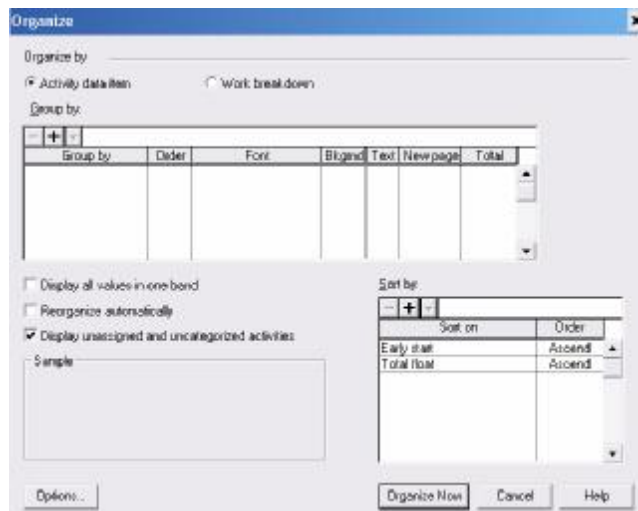 Organize
Organize by
Activity data item Work breakdown
Group by:
Group by Order Font Bkgrnd Text New page Total
Display all values in one band
Reorganize automatically
Display unassigned and uncategorized activities
Sample
Sort by:
Sort on Order
Early start Ascend
Total float Ascend
Options... Organize Now Cancel Help